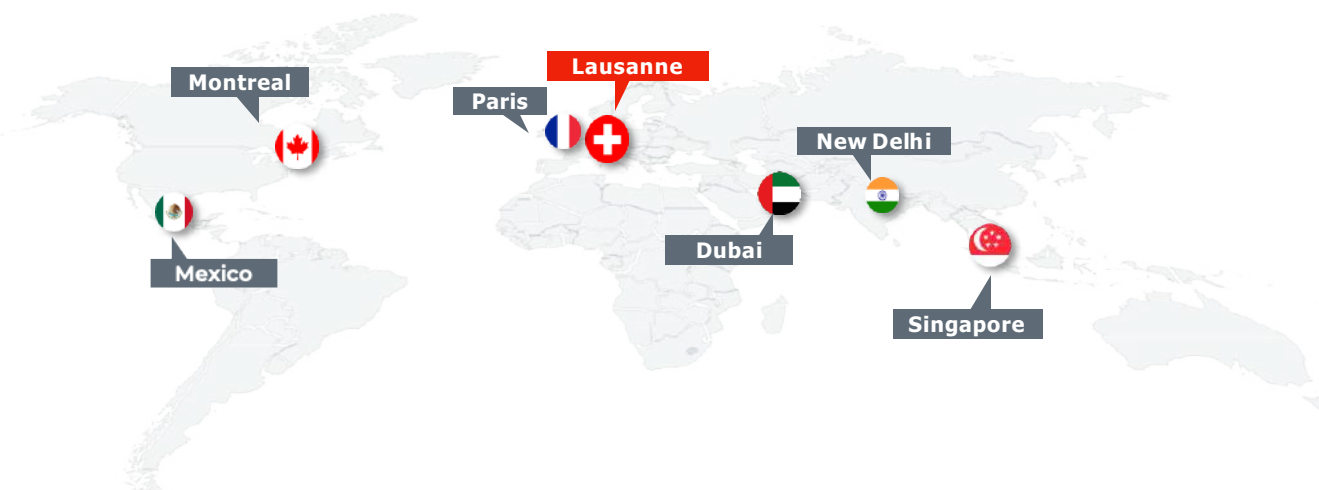 Lausanne
Montreal
Paris
New Delhi
Dubai
Mexico
Singapore